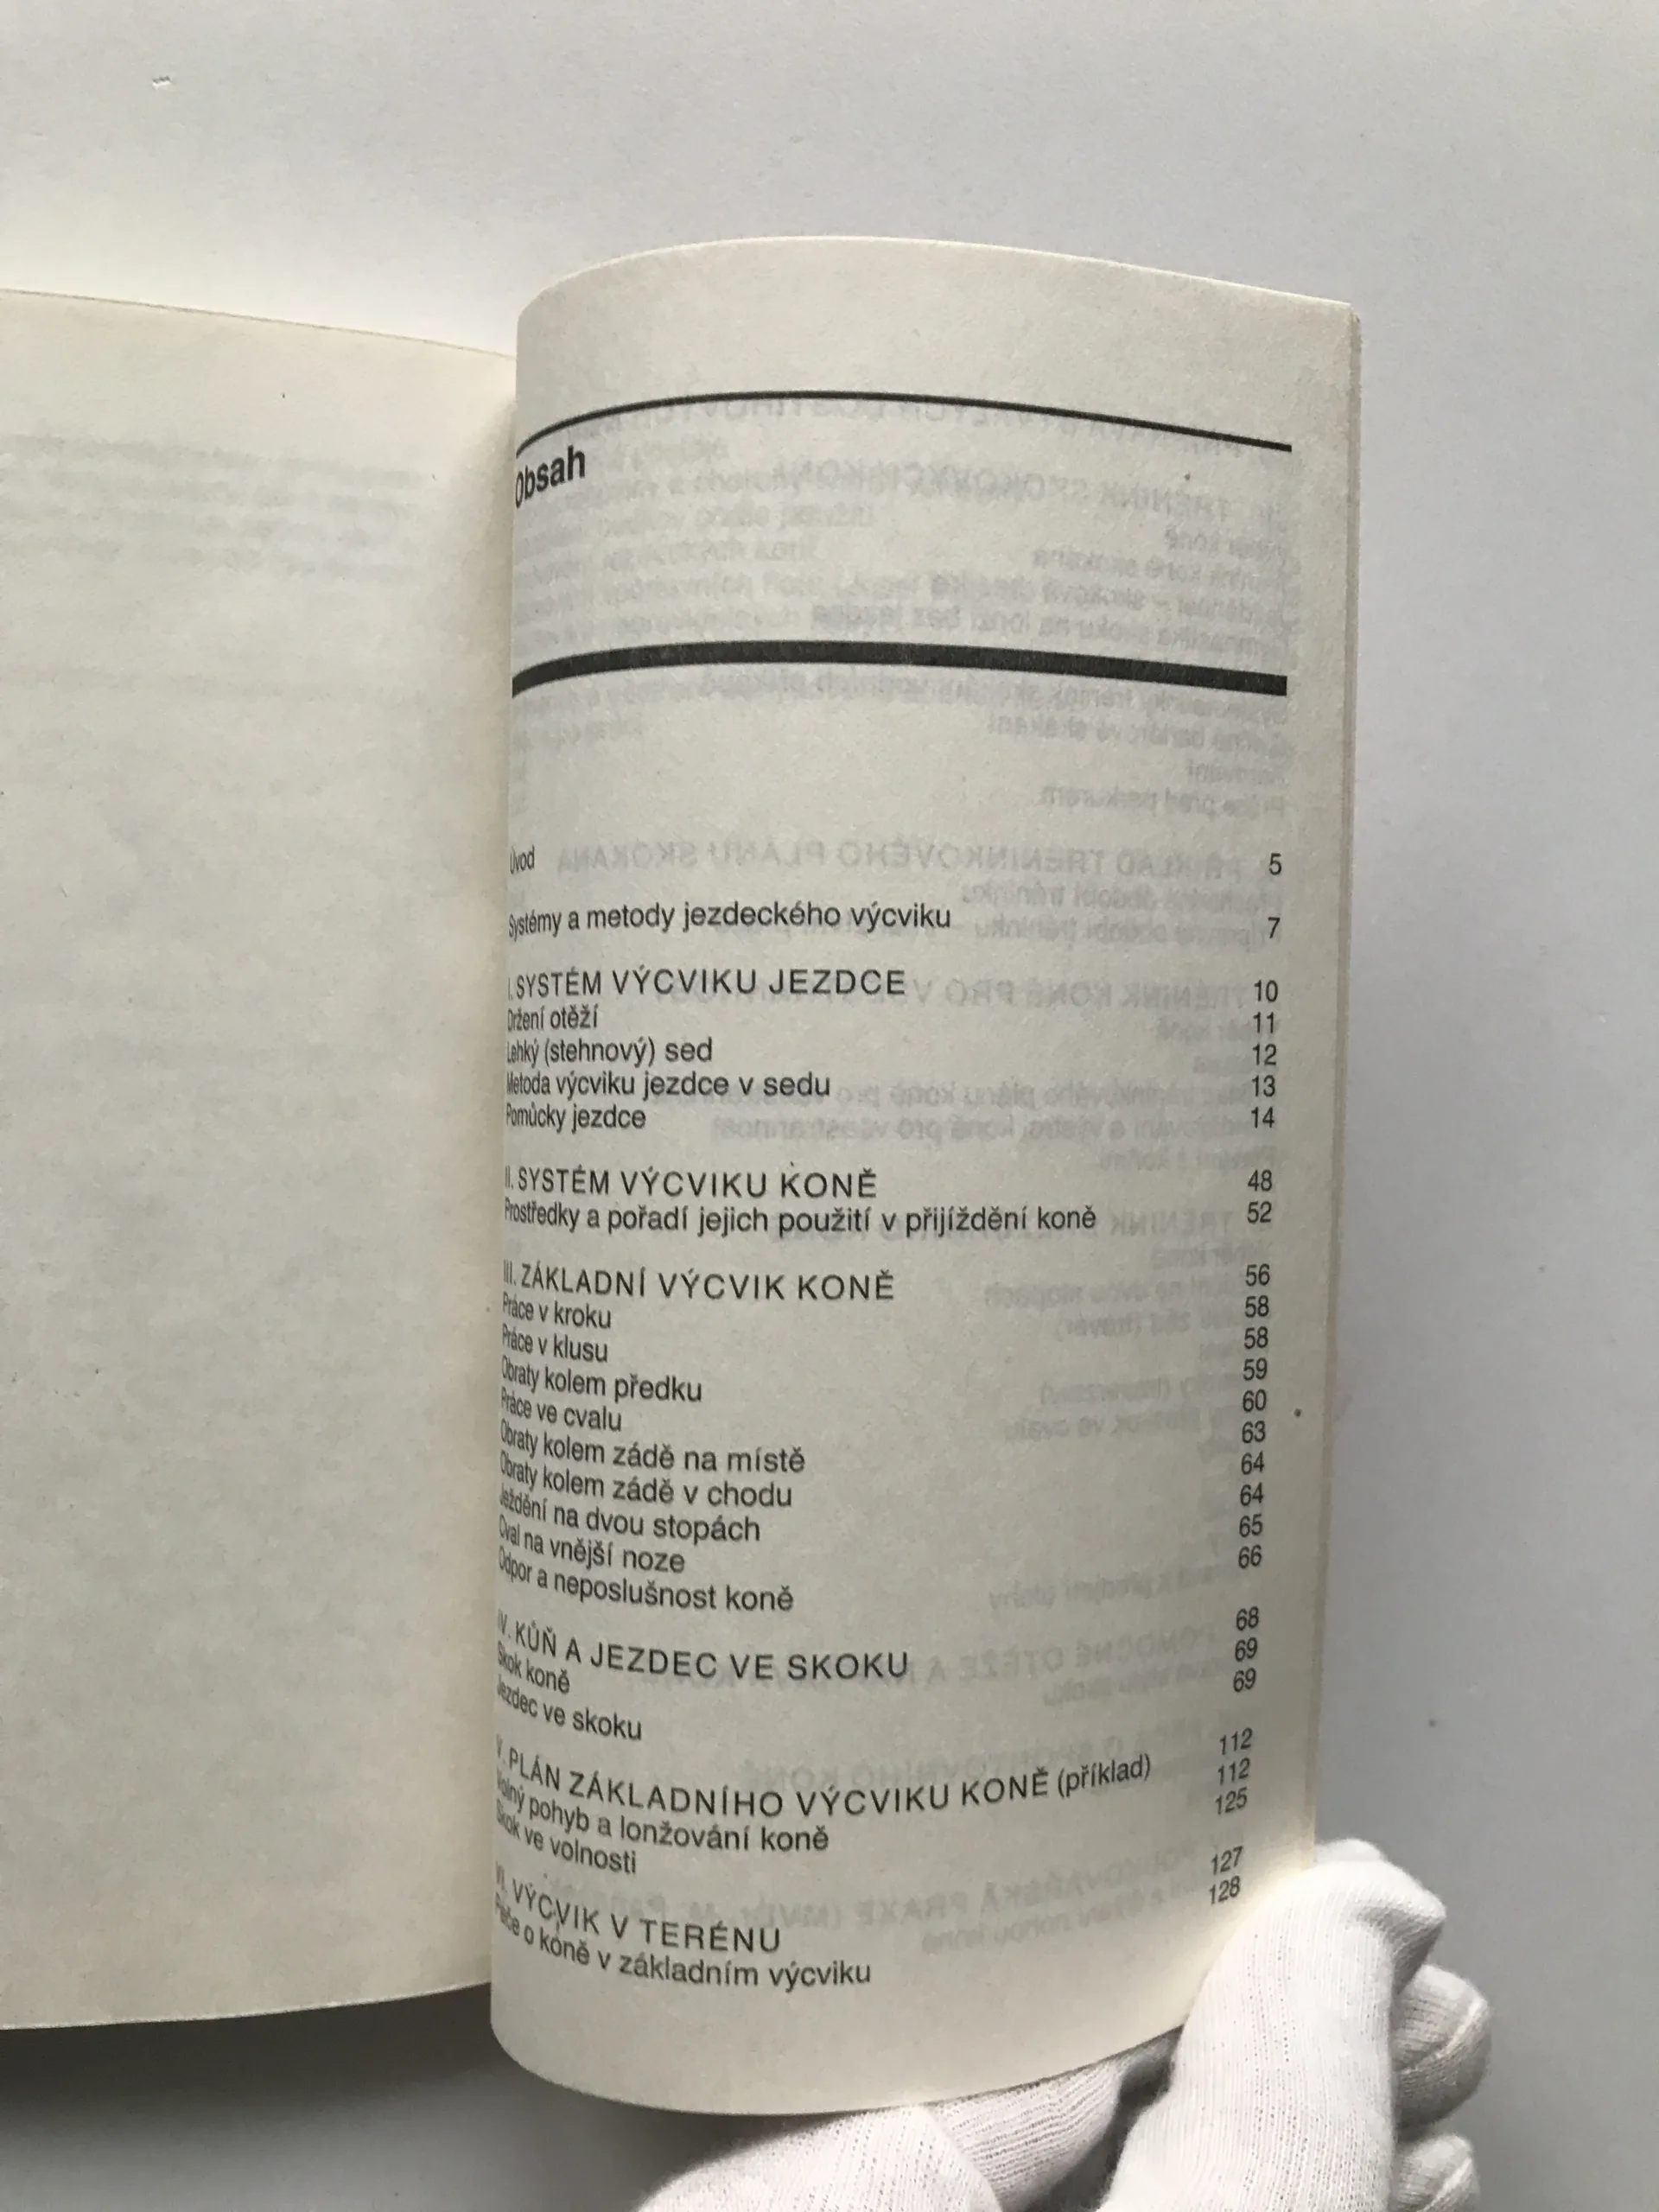 Obsah
Úvod 5
Systémy a metody jezdeckého výcviku 7
I. SYSTÉM VÝCVIKU JEZDCE 10
Držení otěží 11
Lehký (stehnový) sed 12
Metoda výcviku jezdce v sedu 13
Pomůcky jezdce 14
II. SYSTÉM VÝCVIKU KONĚ 48
Prostředky a pořadí jejich použití v přijíždění koně 52
III. ZÁKLADNÍ VÝCVIK KONĚ 56
Práce v kroku 58
Práce v klusu 58
Obraty kolem předku 59
Práce ve cvalu 60
Obraty kolem zádě na místě 63
Obraty kolem zádě v chodu 64
Ježdění na dvou stopách 64
Cval na vnější noze 65
Odpor a neposlušnost koně 66
IV. KŮŇ A JEZDEC VE SKOKU 68
Skok koně 69
Jezdec ve skoku 69
V. PLÁN ZÁKLADNÍHO VÝCVIKU KONĚ (příklad) 112
Volný pohyb a lonžování koně 112
Skok ve volnosti 125
VI. VÝCVIK V TERÉNU 127
Péče o koně v základním výcviku 128